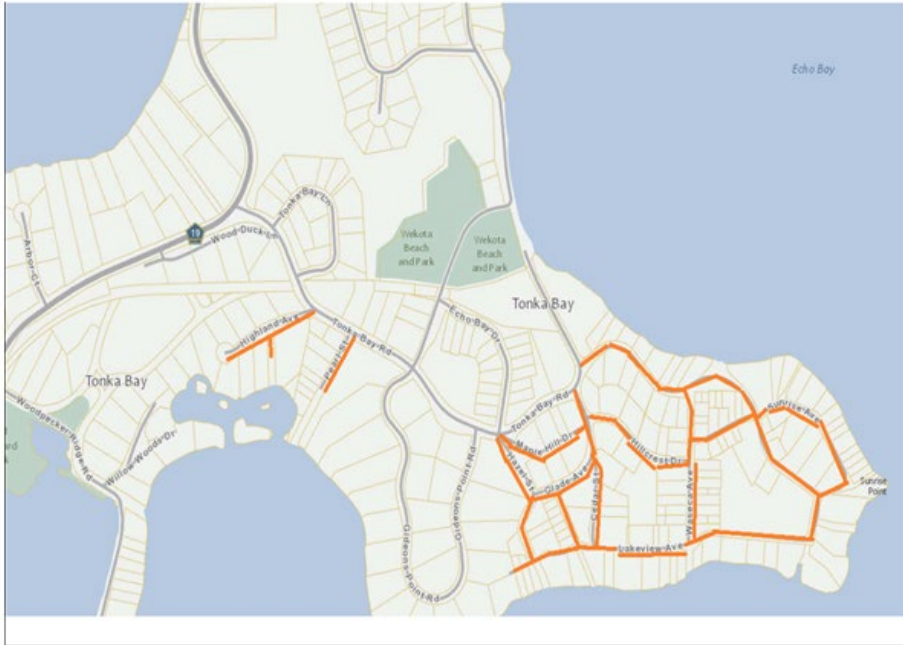 Echo Bay
Tonka Bay Ln
Wekota
Beach
and Park
Wekota
Beach
and Park
19
Wood Duck Ln
Arbor Ct
Tonka Bay
Echo Bay Dr
Highland Ave
Tonka Bay Rd
Pearl St
Tonka Bay
Woodpecker Ridge Rd
Willow Woods Dr
Tonka Bay Rd
Sunrise Ave
Maple Hill Dr
Hillcrest Dr
Hazel St
Glade Ave
Cedar St
Waseca Ave
Sunrise
Point
Gideons Point Rd
Gideons Point Rd
Lakeview Ave